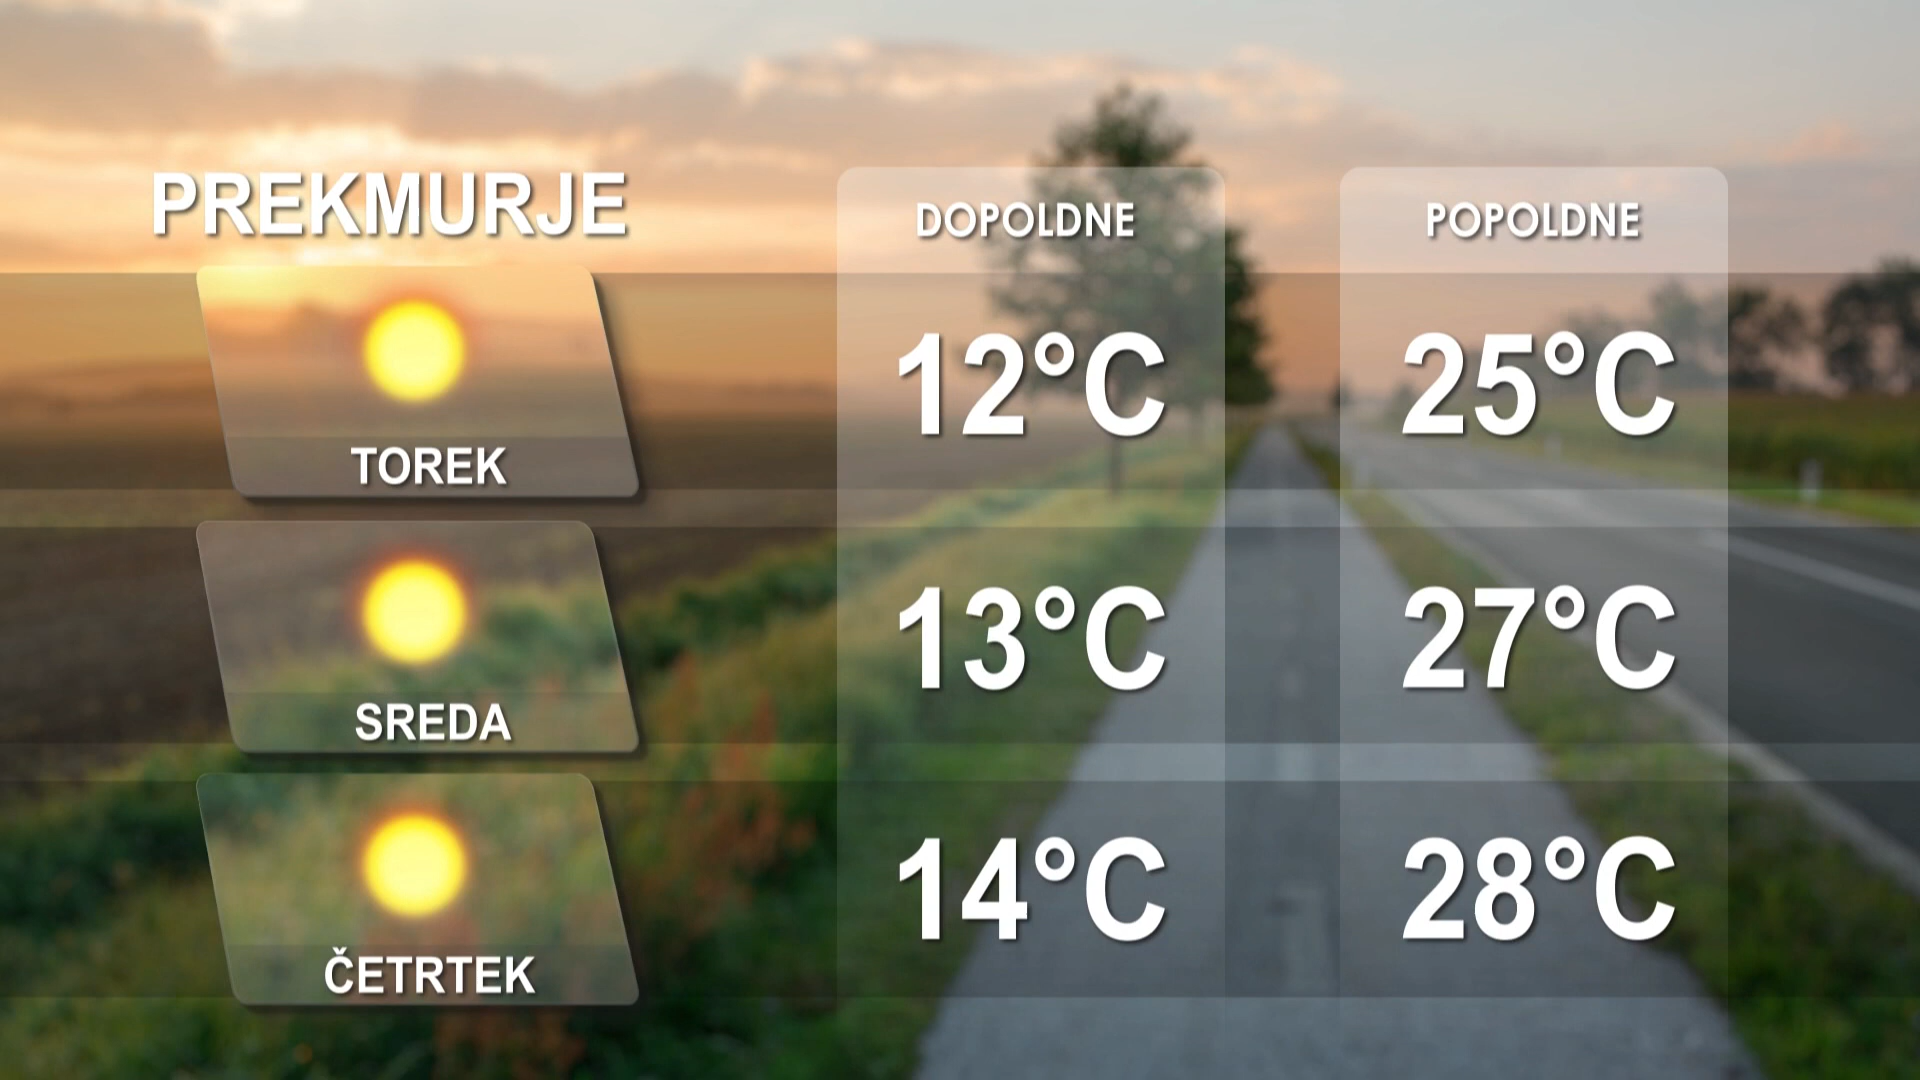 PREKMURJE
DOPOLDNE
POPOLDNE
TOREK
12°C
25°C
SREDA
13°C
27°C
ČETRTEK
14°C
28°C